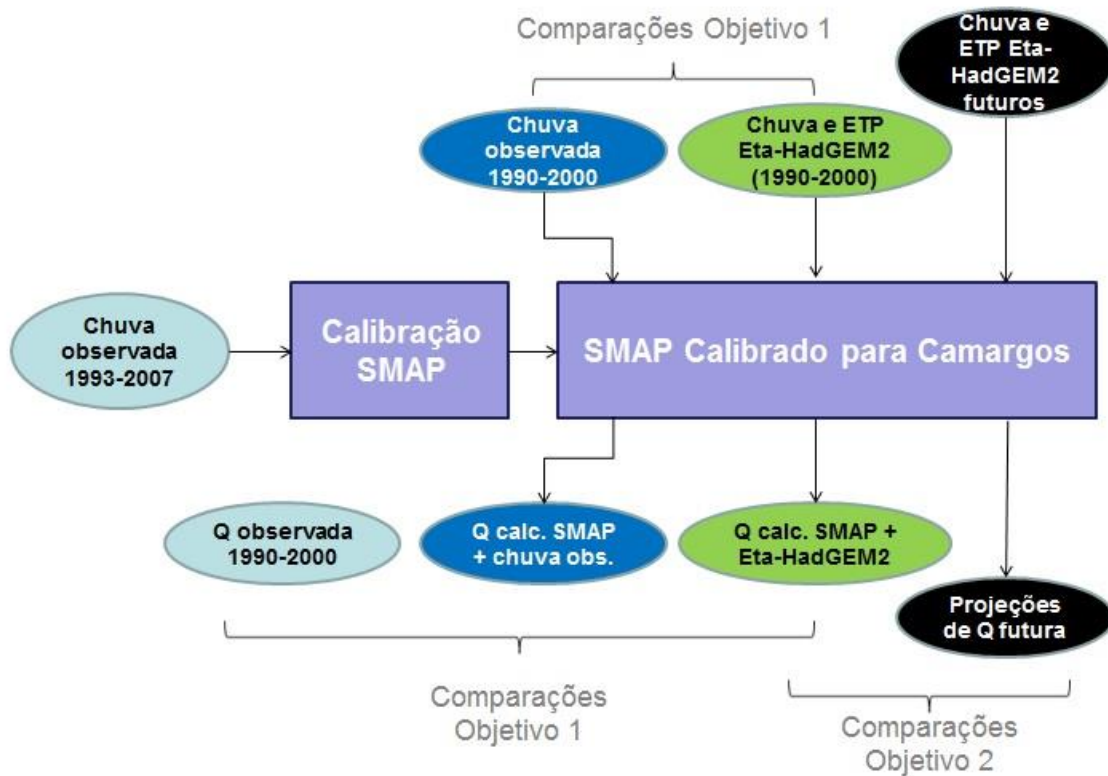 Comparações Objetivo 1
Chuva e
ETP Eta-
HadGEM2
futuros
Chuva
observada
1990-2000
Chuva e ETP
Eta-HadGEM2
(1990-2000)
Chuva
observada
1993-2007
Calibração
SMAP
SMAP Calibrado para Camargos
Q observada
1990-2000
Q calc. SMAP
+ chuva obs.
Q calc. SMAP +
Eta-HadGEM2
Projeções
de Q futura
Comparações
Objetivo 1
Comparações
Objetivo 2